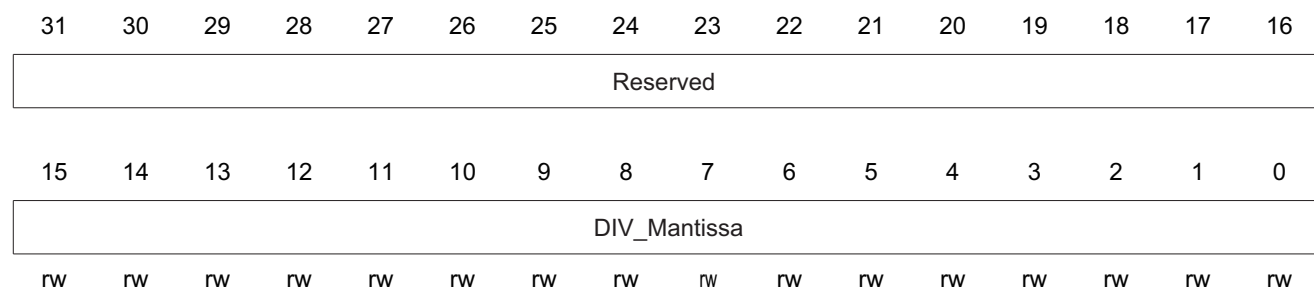 31 30 29 28 27 26 25 24 23 22 21 20 19 18 17 16
Reserved
15 14 13 12 11 10 9 8 7 6 5 4 3 2 1 0
DIV_Mantissa
rw rw rw rw rw rw rw rw rw rw rw rw rw rw rw rw